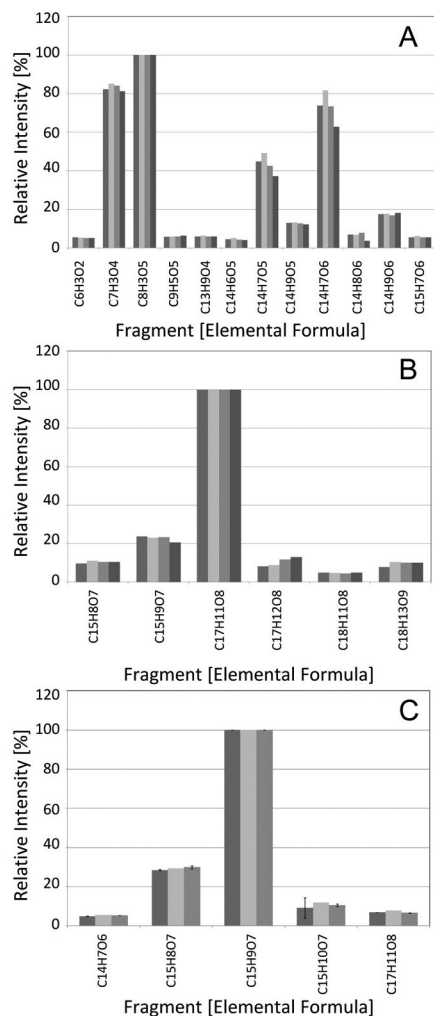 A
Relative Intensity [%]
120
100
80
60
40
20
0
C6H3O2
C7H3O4
C8H3O5
C9H5O5
C13H9O4
C14H6O5
C14H7O5
C14H9O5
C14H7O6
C14H8O6
C14H9O6
C15H7O6
Fragment [Elemental Formula]
B
Relative Intensity [%]
120
100
80
60
40
20
0
C15H8O7
C15H9O7
C17H11O8
C17H12O8
C18H11O8
C18H13O9
Fragment [Elemental Formula]
C
Relative Intensity [%]
120
100
80
60
40
20
0
C14H7O6
C15H8O7
C15H9O7
C15H10O7
C17H11O8
Fragment [Elemental Formula]